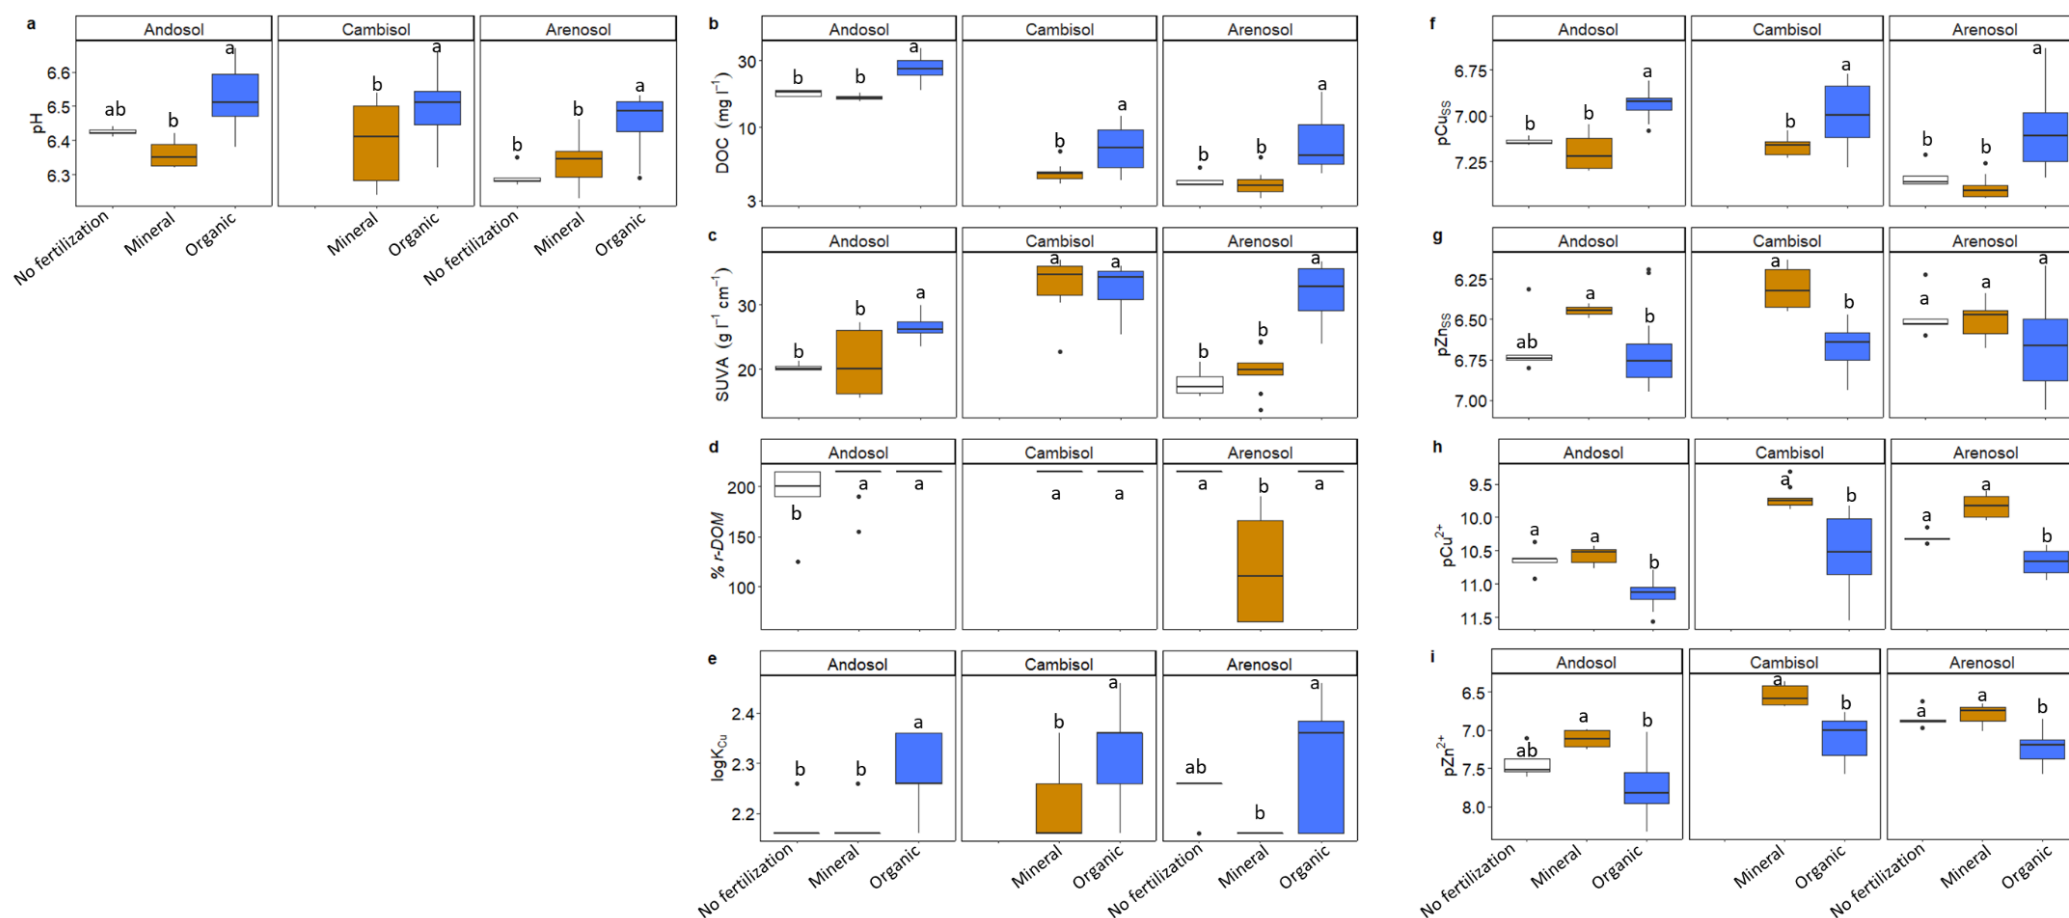 a
Andosol Cambisol Arenosol
pH
6.6
6.5
6.4
6.3
ab b a b a b b a
No fertilization Mineral Organic Mineral Organic No fertilization Mineral Organic
b
Andosol Cambisol Arenosol
DOC (mg l⁻¹)
30
10
3
b b a b a b b a
c
Andosol Cambisol Arenosol
SUVA (g l⁻¹ cm⁻¹)
30
20
b b a a a b b a
d
Andosol Cambisol Arenosol
% r-DOM
200
150
100
b a a a a a b a
e
Andosol Cambisol Arenosol
logK_Cu
2.4
2.3
2.2
b b a b a ab b a
No fertilization Mineral Organic Mineral Organic No fertilization Mineral Organic
f
Andosol Cambisol Arenosol
pCu_SS
6.75
7.00
7.25
b b a b a b b a
g
Andosol Cambisol Arenosol
pZn_SS
6.25
6.50
6.75
7.00
ab a b a b a a a
h
Andosol Cambisol Arenosol
pCu²⁺
9.5
10.0
10.5
11.0
11.5
a a b a b a a b
i
Andosol Cambisol Arenosol
pZn²⁺
6.5
7.0
7.5
8.0
ab a b a b a a b
No fertilization Mineral Organic Mineral Organic No fertilization Mineral Organic